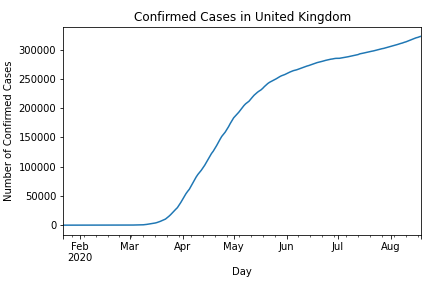 Confirmed Cases in United Kingdom
Number of Confirmed Cases
300000
250000
200000
150000
100000
50000
0
Feb Mar Apr May Jun Jul Aug
2020
Day